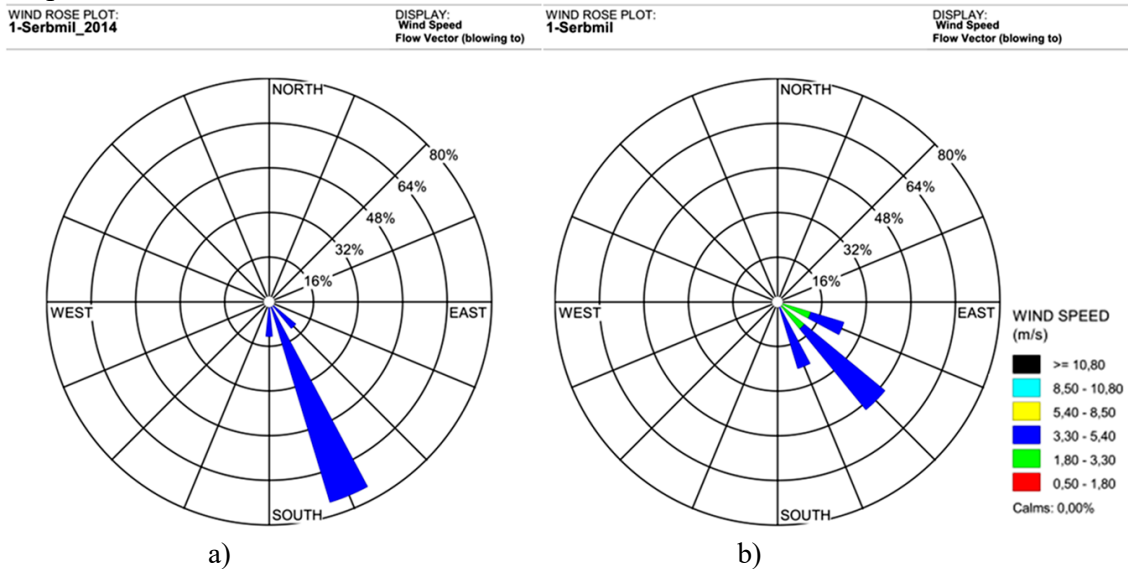 WIND ROSE PLOT:
1-Serbmil_2014
DISPLAY:
Wind Speed
Flow Vector (blowing to)
WIND ROSE PLOT:
1-Serbmil
DISPLAY:
Wind Speed
Flow Vector (blowing to)
NORTH
80%
64%
48%
32%
16%
WEST
EAST
SOUTH
NORTH
80%
64%
48%
32%
16%
WEST
EAST
SOUTH
WIND SPEED
(m/s)
>= 10,80
8,50 - 10,80
5,40 - 8,50
3,30 - 5,40
1,80 - 3,30
0,50 - 1,80
Calms: 0,00%
a)
b)